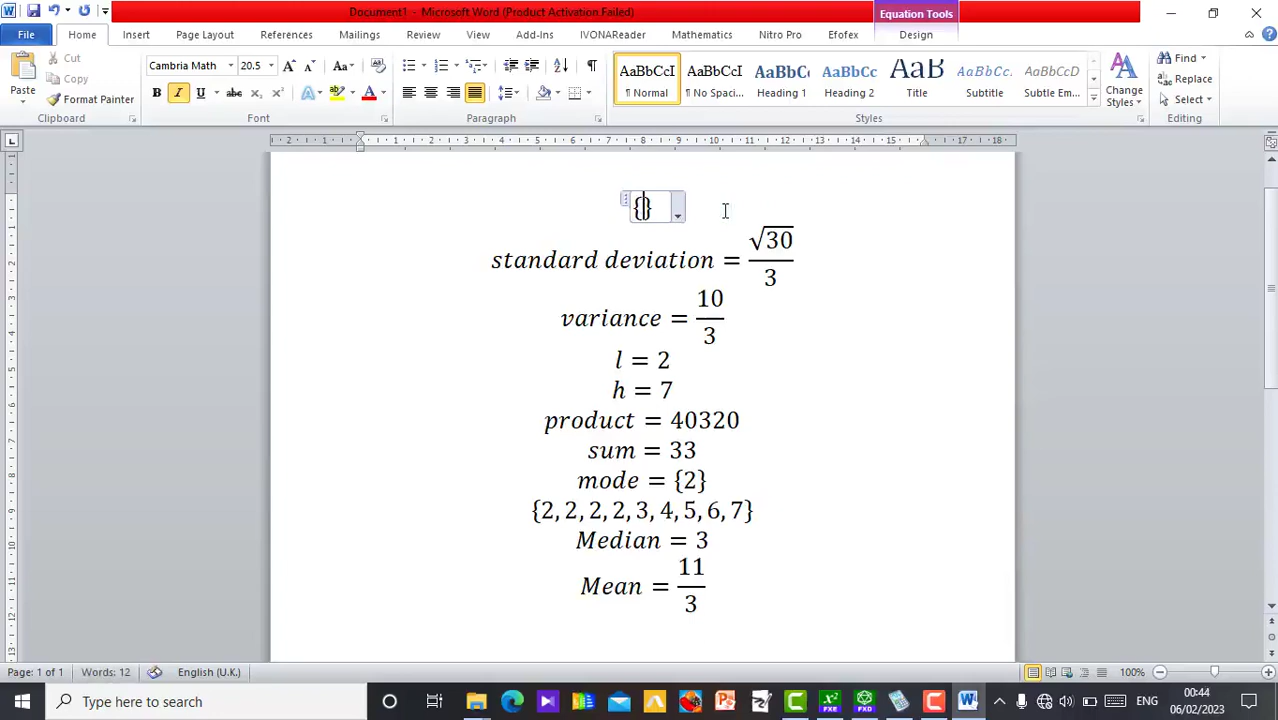 Document1 - Microsoft Word (Product Activation Failed)
Equation Tools
File
Home
Insert
Page Layout
References
Mailings
Review
View
Add-Ins
IVONAReader
Mathematics
Nitro Pro
Efofex
Design
Paste
Cut
Copy
Format Painter
Clipboard
Cambria Math
20.5
Font
Paragraph
AaBbCcI
¶ Normal
AaBbCcI
¶ No Spaci...
AaBbCc
Heading 1
AaBbCc
Heading 2
AaB
Title
AaBbCcI
Subtitle
AaBbCcI
Subtle Em...
Change
Styles
Styles
Find
Replace
Select
Editing
{}
standard deviation = √30/3
variance = 10/3
l = 2
h = 7
product = 40320
sum = 33
mode = {2}
{2, 2, 2, 2, 3, 4, 5, 6, 7}
Median = 3
Mean = 11/3
Page: 1 of 1
Words: 12
English (U.K.)
100%
Type here to search
ENG
00:44
06/02/2023